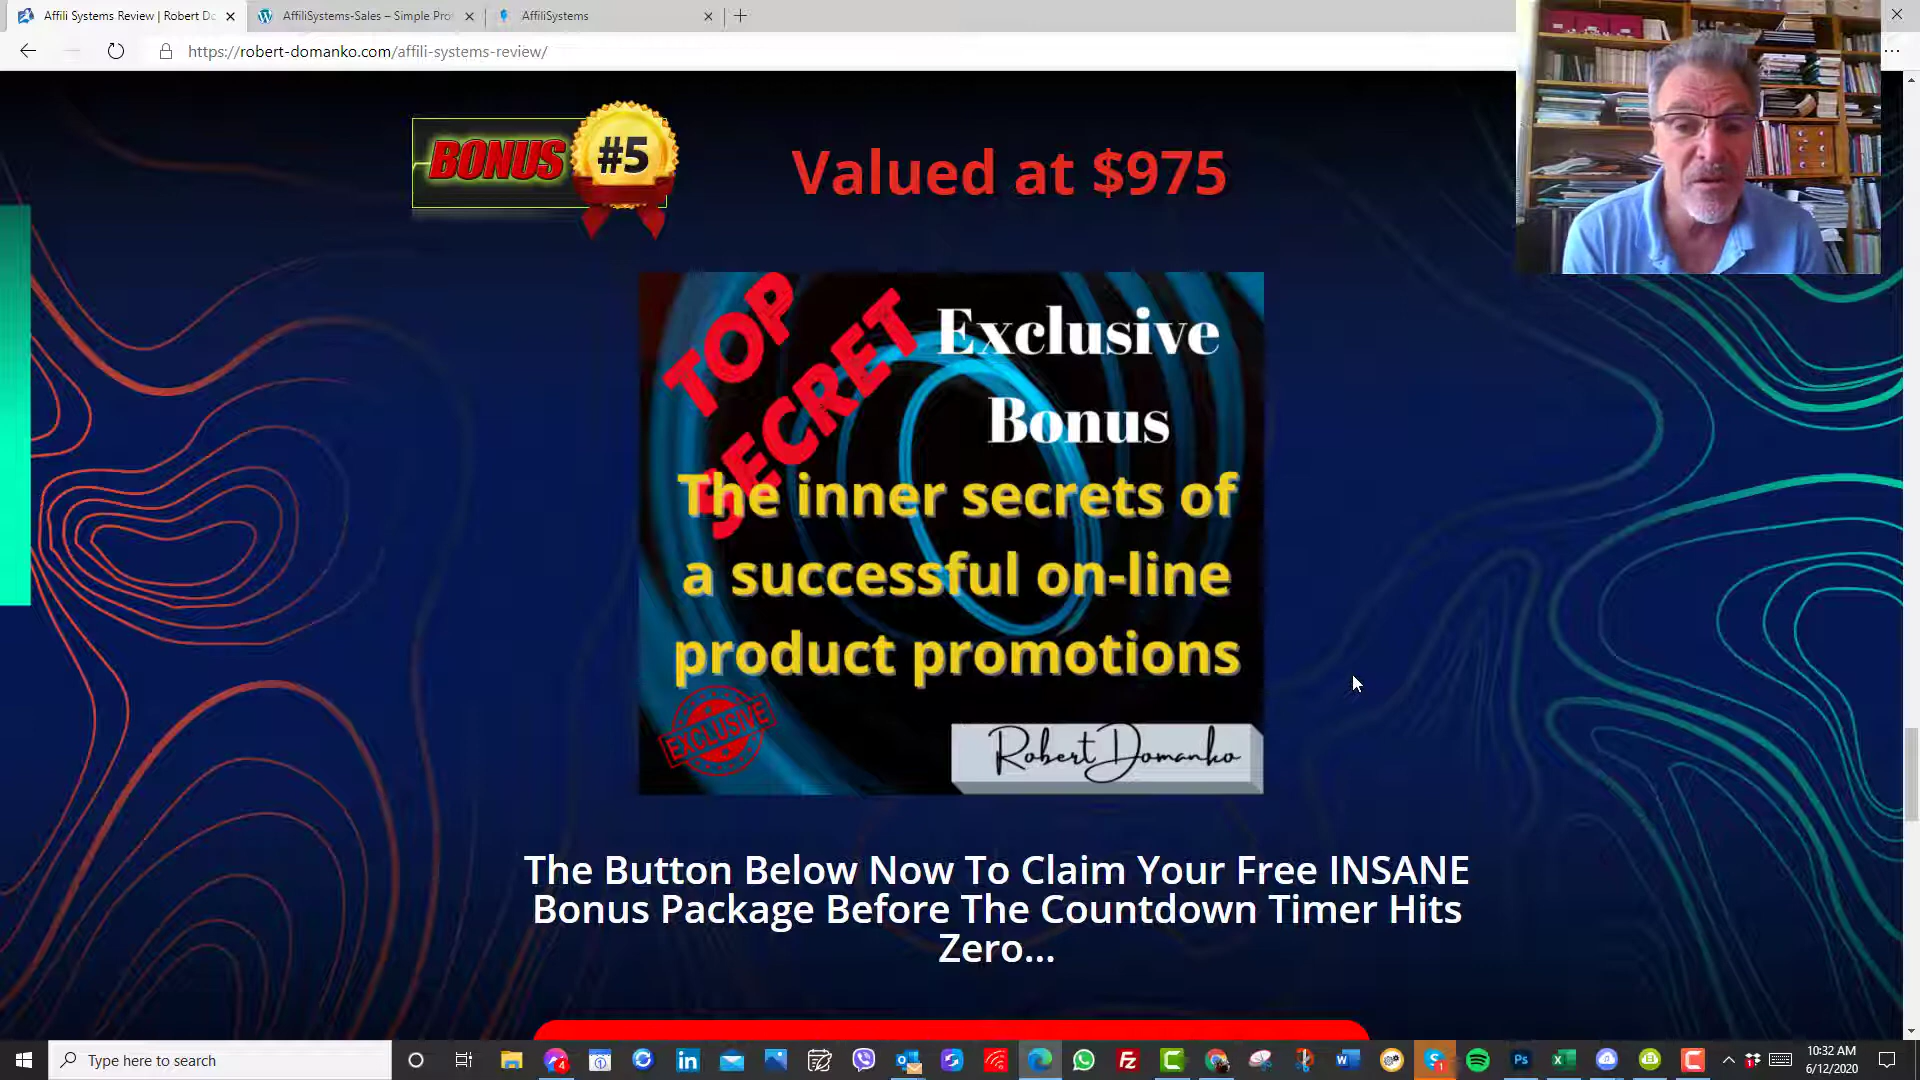 Affili Systems Review | Robert Do
AffiliSystems-Sales – Simple Pro
AffiliSystems
https://robert-domanko.com/affili-systems-review/
BONUS #5
Valued at $975
TOP SECRET
Exclusive
Bonus
The inner secrets of
a successful on-line
product promotions
EXCLUSIVE
Robert Domanko
The Button Below Now To Claim Your Free INSANE
Bonus Package Before The Countdown Timer Hits
Zero...
Type here to search
10:32 AM
6/12/2020